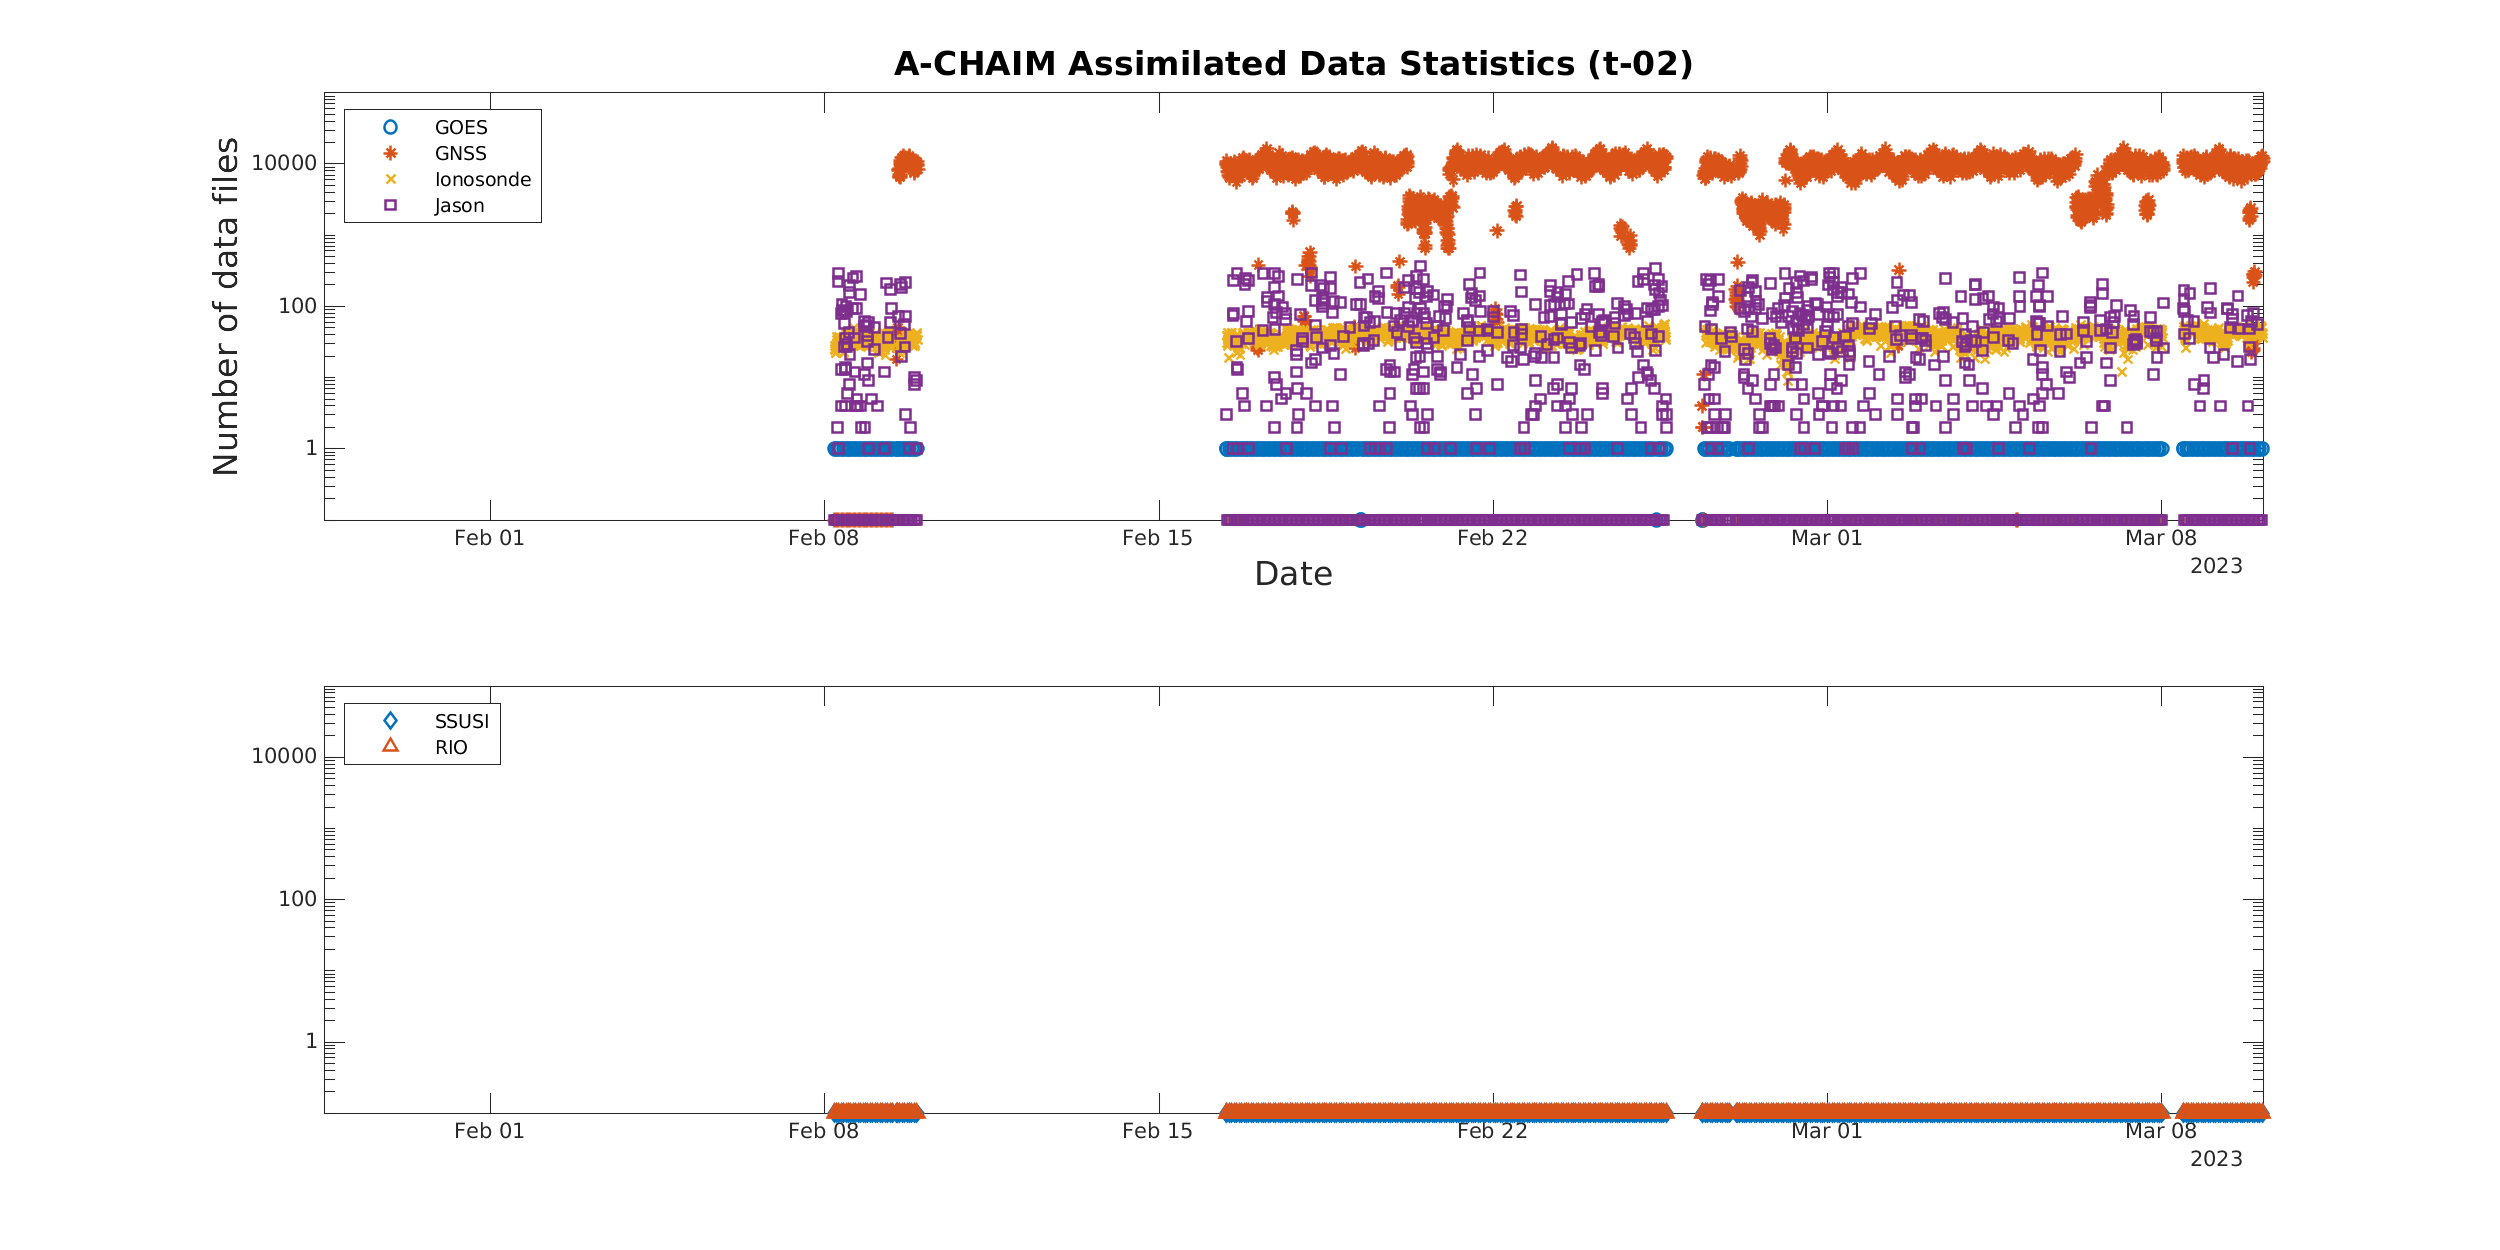 A-CHAIM Assimilated Data Statistics (t-02)
Number of data files
10000
100
1
GOES
GNSS
Ionosonde
Jason
Feb 01
Feb 08
Feb 15
Feb 22
Mar 01
Mar 08
2023
Date
10000
100
1
SSUSI
RIO
Feb 01
Feb 08
Feb 15
Feb 22
Mar 01
Mar 08
2023